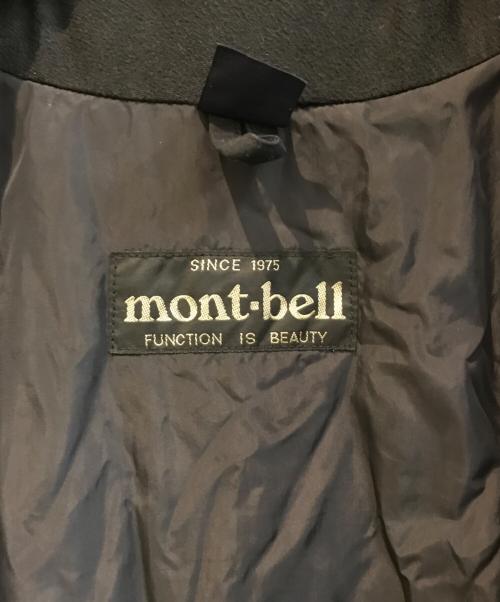 SINCE 1975
mont-bell
FUNCTION IS BEAUTY